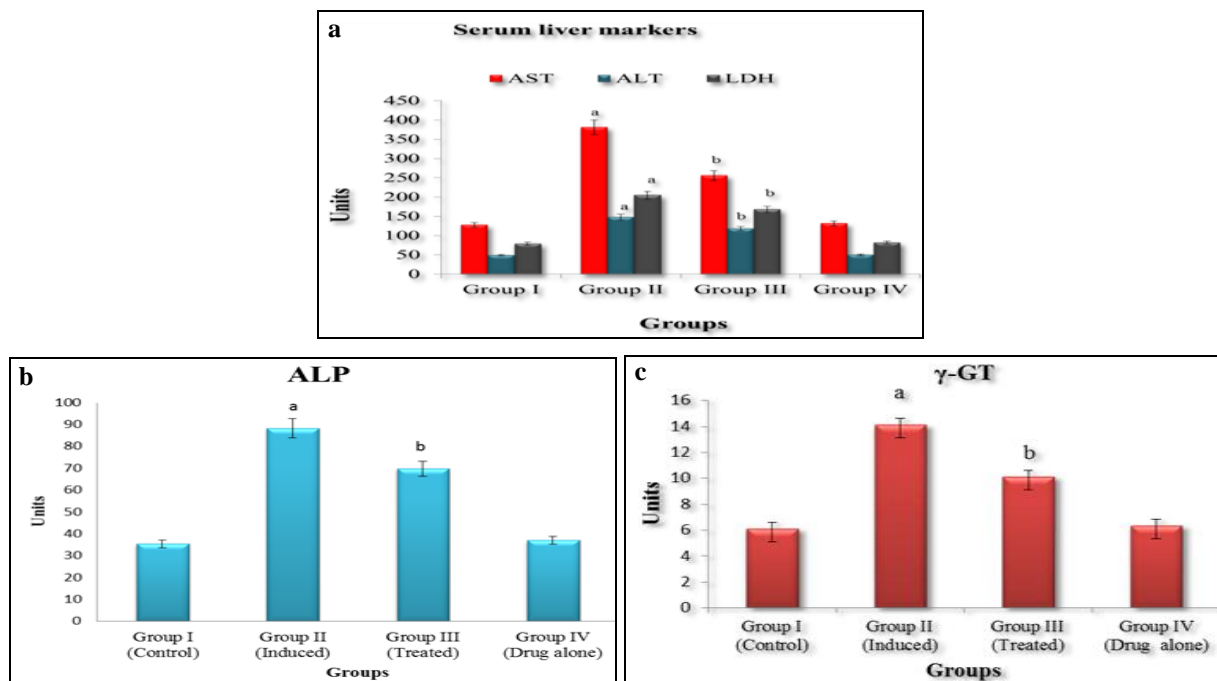 a
Serum liver markers
AST ALT LDH
450
400
350
300
250
200
150
100
50
0
Units
a
a
a
b
b
b
Group I Group II Group III Group IV
Groups
b
ALP
100
90
80
70
60
50
40
30
20
10
0
Units
a
b
Group I Group II Group III Group IV
(Control) (Induced) (Treated) (Drug alone)
Groups
c
γ-GT
16
14
12
10
8
6
4
2
0
Units
a
b
Group I Group II Group III Group IV
(Control) (Induced) (Treated) (Drug alone)
Groups